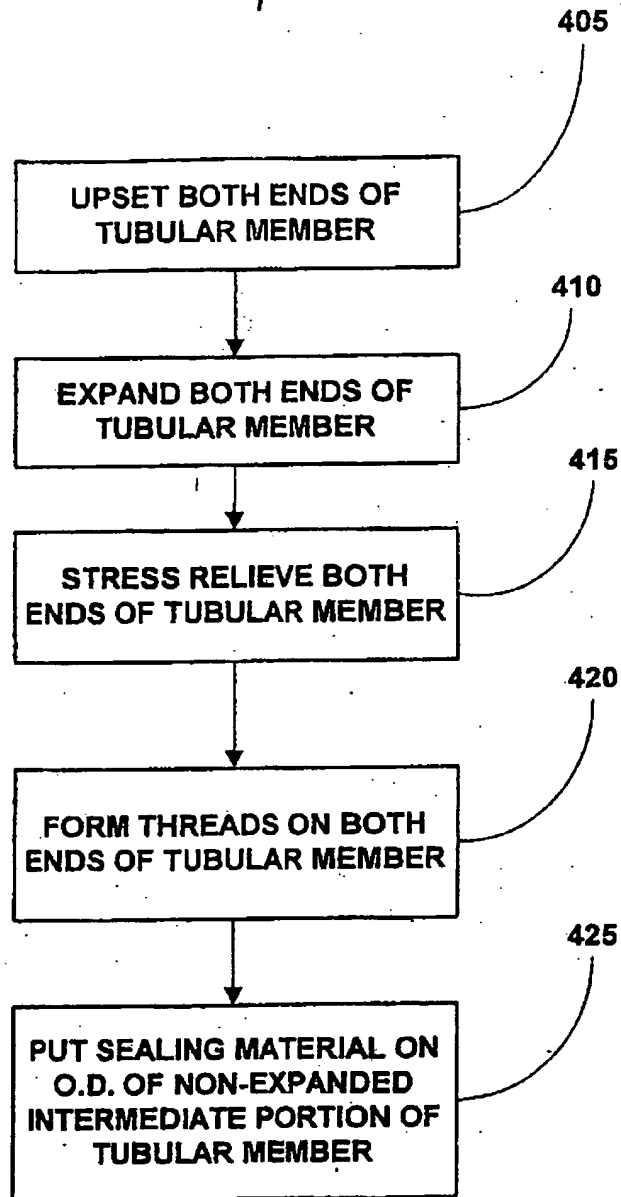 405
UPSET BOTH ENDS OF
TUBULAR MEMBER
410
EXPAND BOTH ENDS OF
TUBULAR MEMBER
415
STRESS RELIEVE BOTH
ENDS OF TUBULAR MEMBER
420
FORM THREADS ON BOTH
ENDS OF TUBULAR MEMBER
425
PUT SEALING MATERIAL ON
O.D. OF NON-EXPANDED
INTERMEDIATE PORTION OF
TUBULAR MEMBER